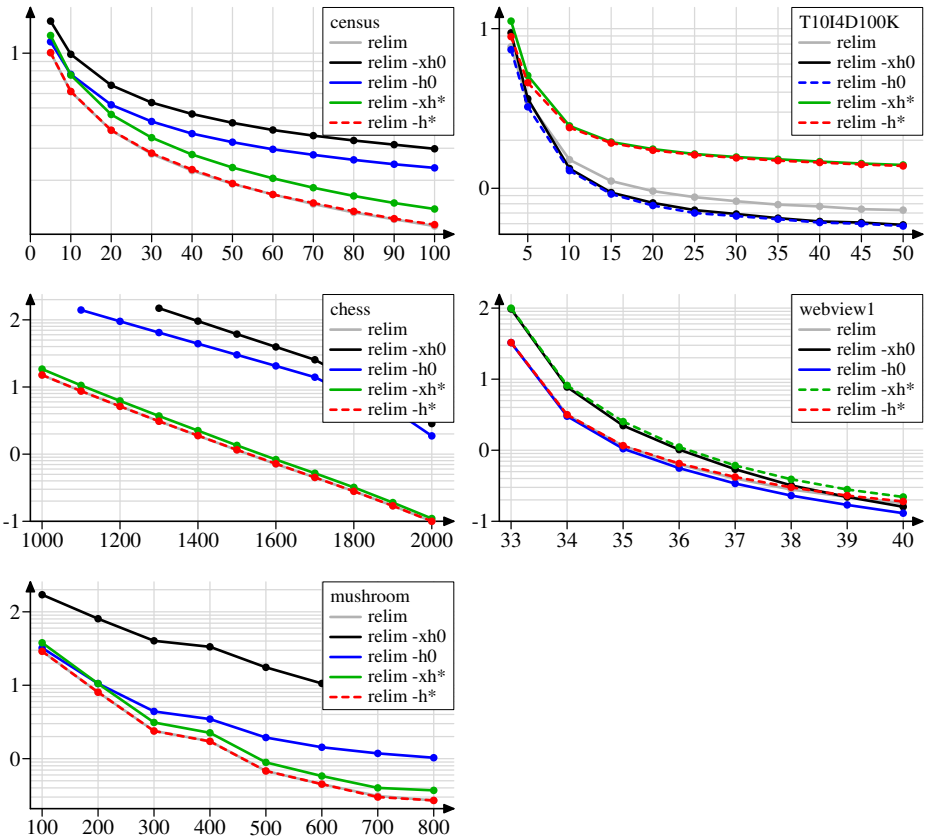 census
relim
relim -xh0
relim -h0
relim -xh*
relim -h*
1
0 10 20 30 40 50 60 70 80 90 100
T10I4D100K
relim
relim -xh0
relim -h0
relim -xh*
relim -h*
1
0
5 10 15 20 25 30 35 40 45 50
chess
relim
relim -xh0
relim -h0
relim -xh*
relim -h*
2
1
0
-1
1000 1200 1400 1600 1800 2000
webview1
relim
relim -xh0
relim -h0
relim -xh*
relim -h*
2
1
0
-1
33 34 35 36 37 38 39 40
mushroom
relim
relim -xh0
relim -h0
relim -xh*
relim -h*
2
1
0
100 200 300 400 500 600 700 800